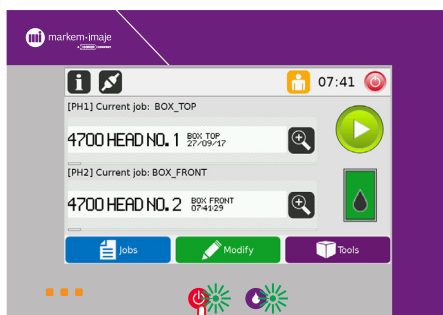 markem·imaje
07:41
[PH1] Current job: BOX_TOP
4700 HEAD NO. 1 BOX TOP
27/09/17
[PH2] Current job: BOX_FRONT
4700 HEAD NO. 2 BOX FRONT
07:41:29
Jobs
Modify
Tools